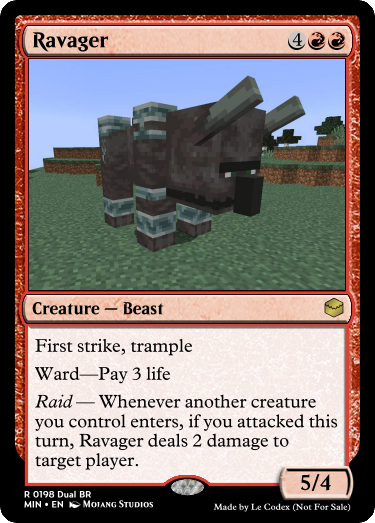 Ravager 4
Creature — Beast
First strike, trample
Ward—Pay 3 life
Raid — Whenever another creature
you control enters, if you attacked this
turn, Ravager deals 2 damage to
target player.
5/4
R 0198 Dual BR
MIN • EN Mojang Studios
Made by Le Codex (Not For Sale)